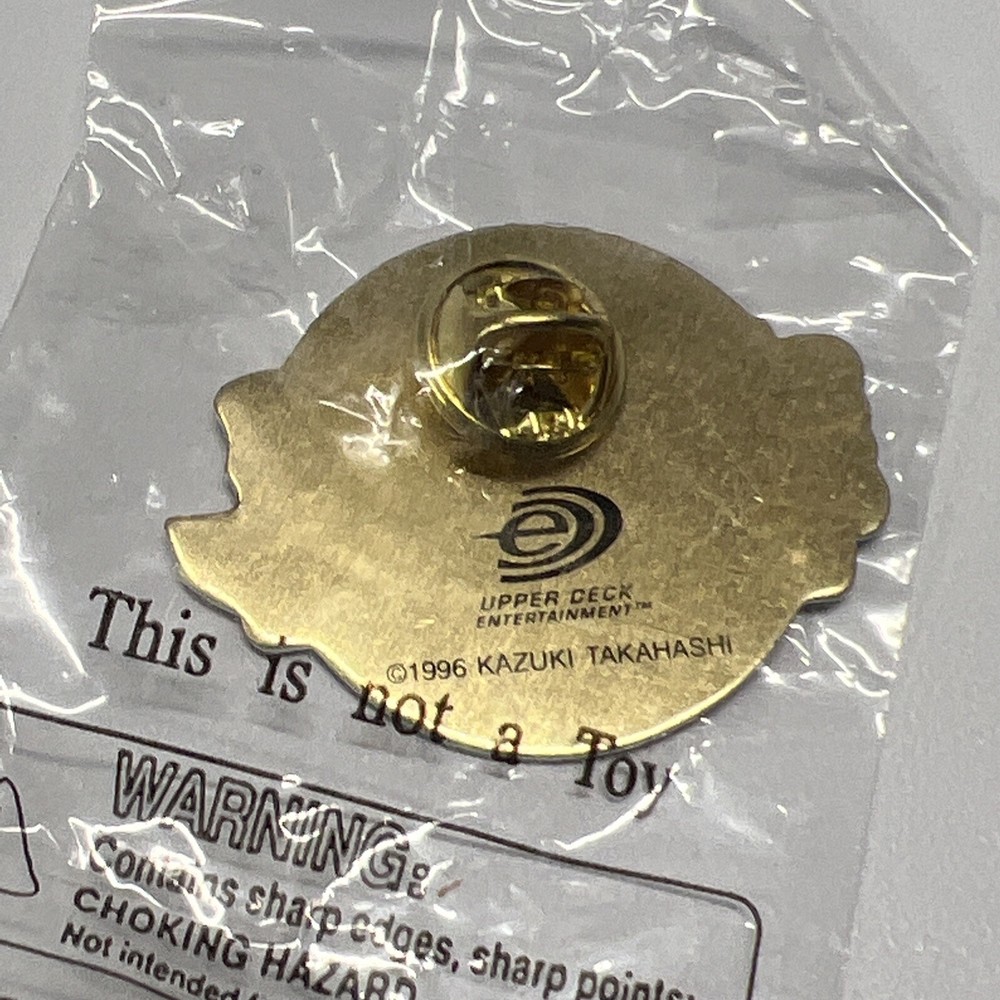 e
UPPER DECK
ENTERTAINMENT™
©1996 KAZUKI TAKAHASHI
This is not a Toy
WARNING:
Contains sharp edges, sharp points.
CHOKING HAZARD
Not intended